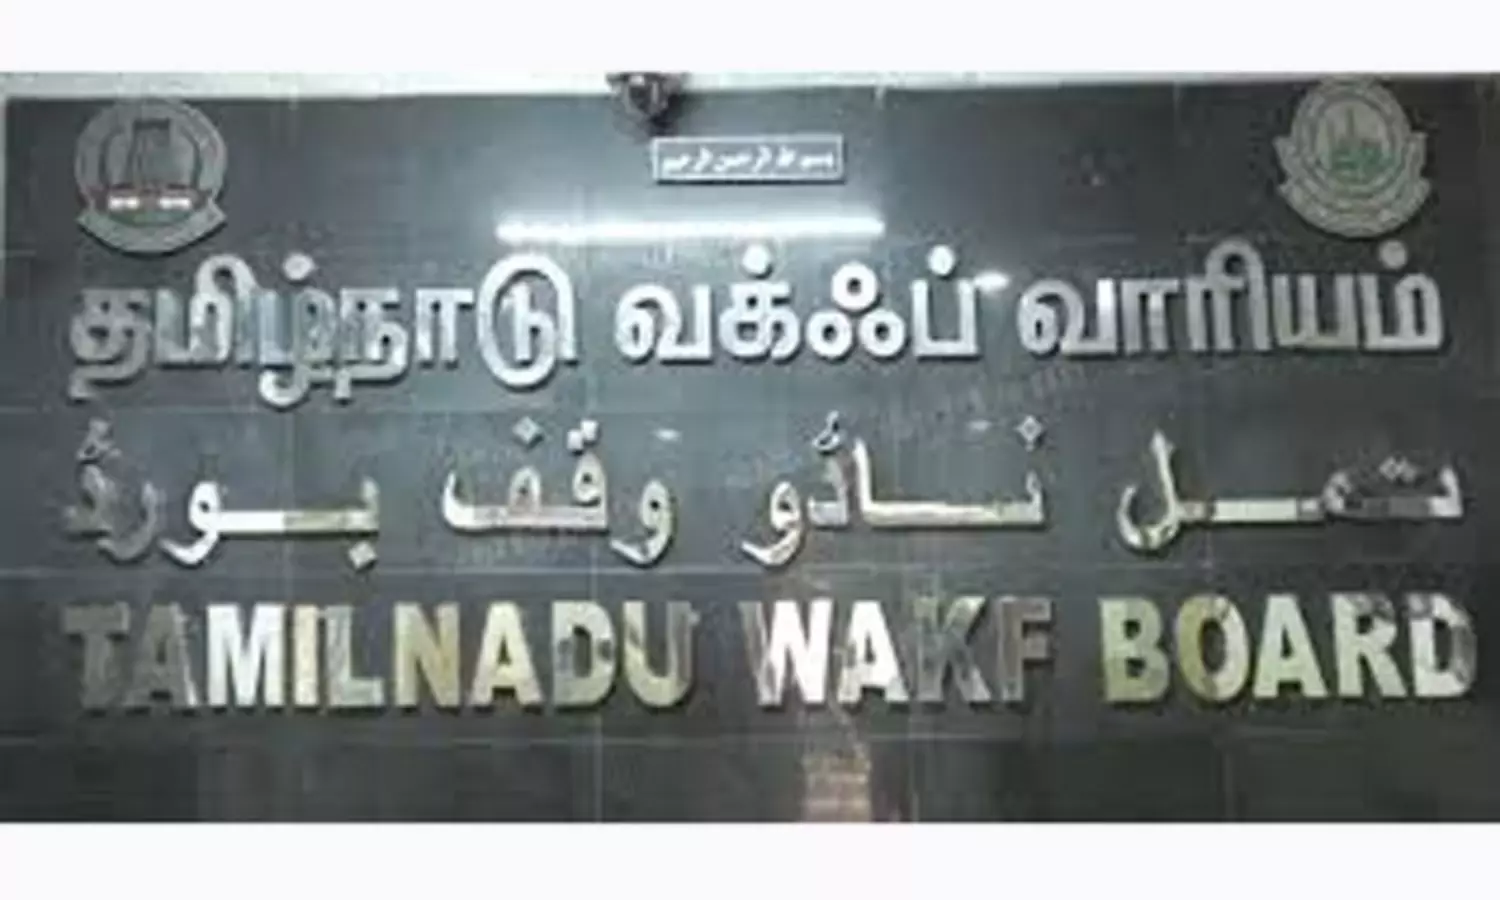 தமிழ்நாடு வக்ஃப் வாரியம்
تمل ناڈو وقف بورڈ
TAMILNADU WAKF BOARD